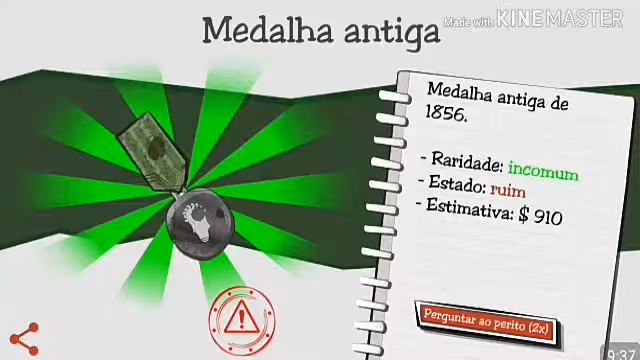 Medalha antiga
Made with KINEMASTER
Medalha antiga de
1856.
- Raridade: incomum
- Estado: ruim
- Estimativa: $ 910
Perguntar ao perito (2x)
9:37